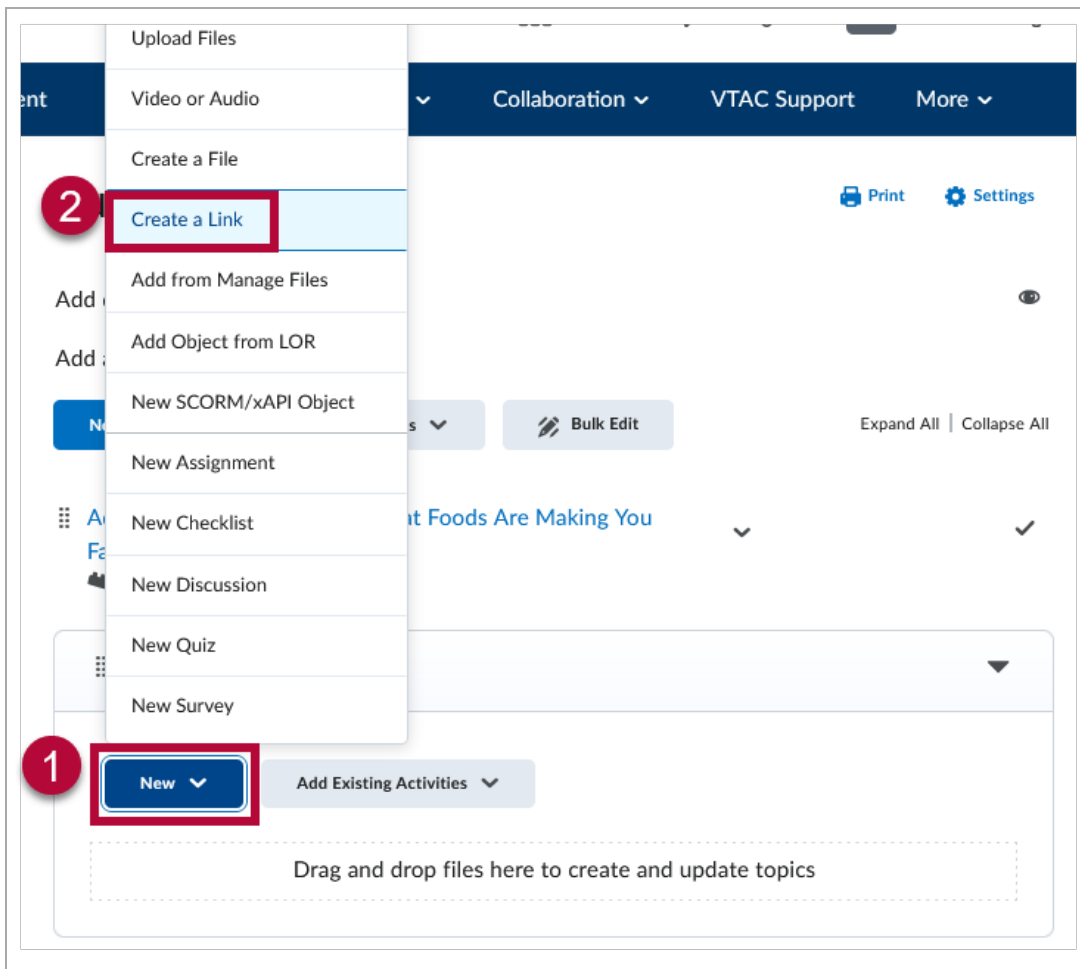 Upload Files
Video or Audio
Collaboration
VTAC Support
More
Create a File
2
Create a Link
Print
Settings
Add from Manage Files
Add
Add Object from LOR
Add
New SCORM/xAPI Object
Bulk Edit
Expand All | Collapse All
New Assignment
New Checklist
Foods Are Making You
New Discussion
New Quiz
New Survey
1
New
Add Existing Activities
Drag and drop files here to create and update topics